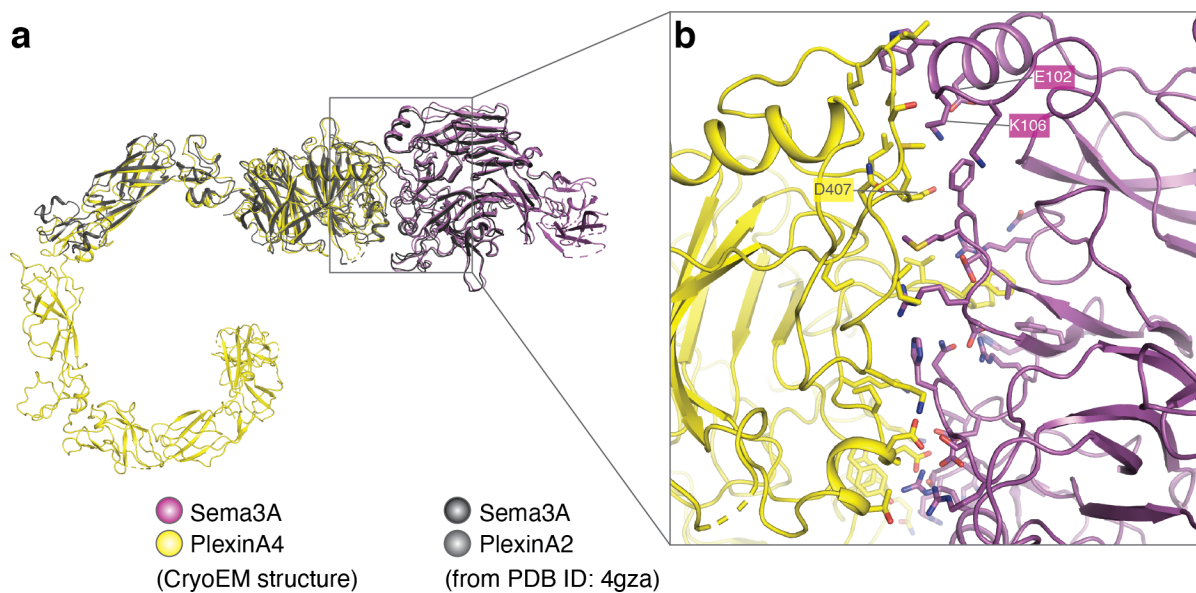 a
b
E102
K106
D407
Sema3A
PlexinA4
(CryoEM structure)
Sema3A
PlexinA2
(from PDB ID: 4gza)